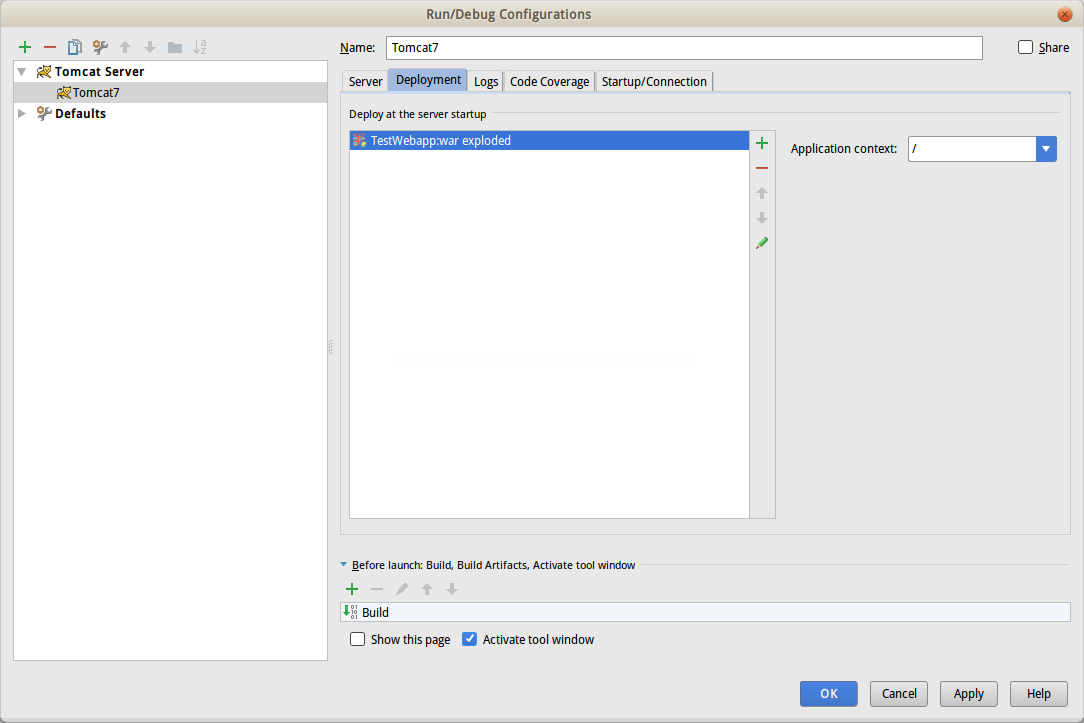 Run/Debug Configurations
Name: Tomcat7 Share
Tomcat Server
Tomcat7
Defaults
Server Deployment Logs Code Coverage Startup/Connection
Deploy at the server startup
TestWebapp:war exploded
Application context: /
Before launch: Build, Build Artifacts, Activate tool window
Build
Show this page Activate tool window
OK Cancel Apply Help